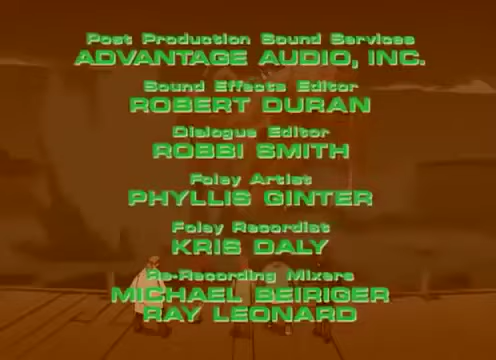 Post Production Sound Services
ADVANTAGE AUDIO, INC.
Sound Effects Editor
ROBERT DURAN
Dialogue Editor
ROBBI SMITH
Foley Artist
PHYLLIS GINTER
Foley Recordist
KRIS DALY
Re-Recording Mixers
MICHAEL BEIRIGER
RAY LEONARD